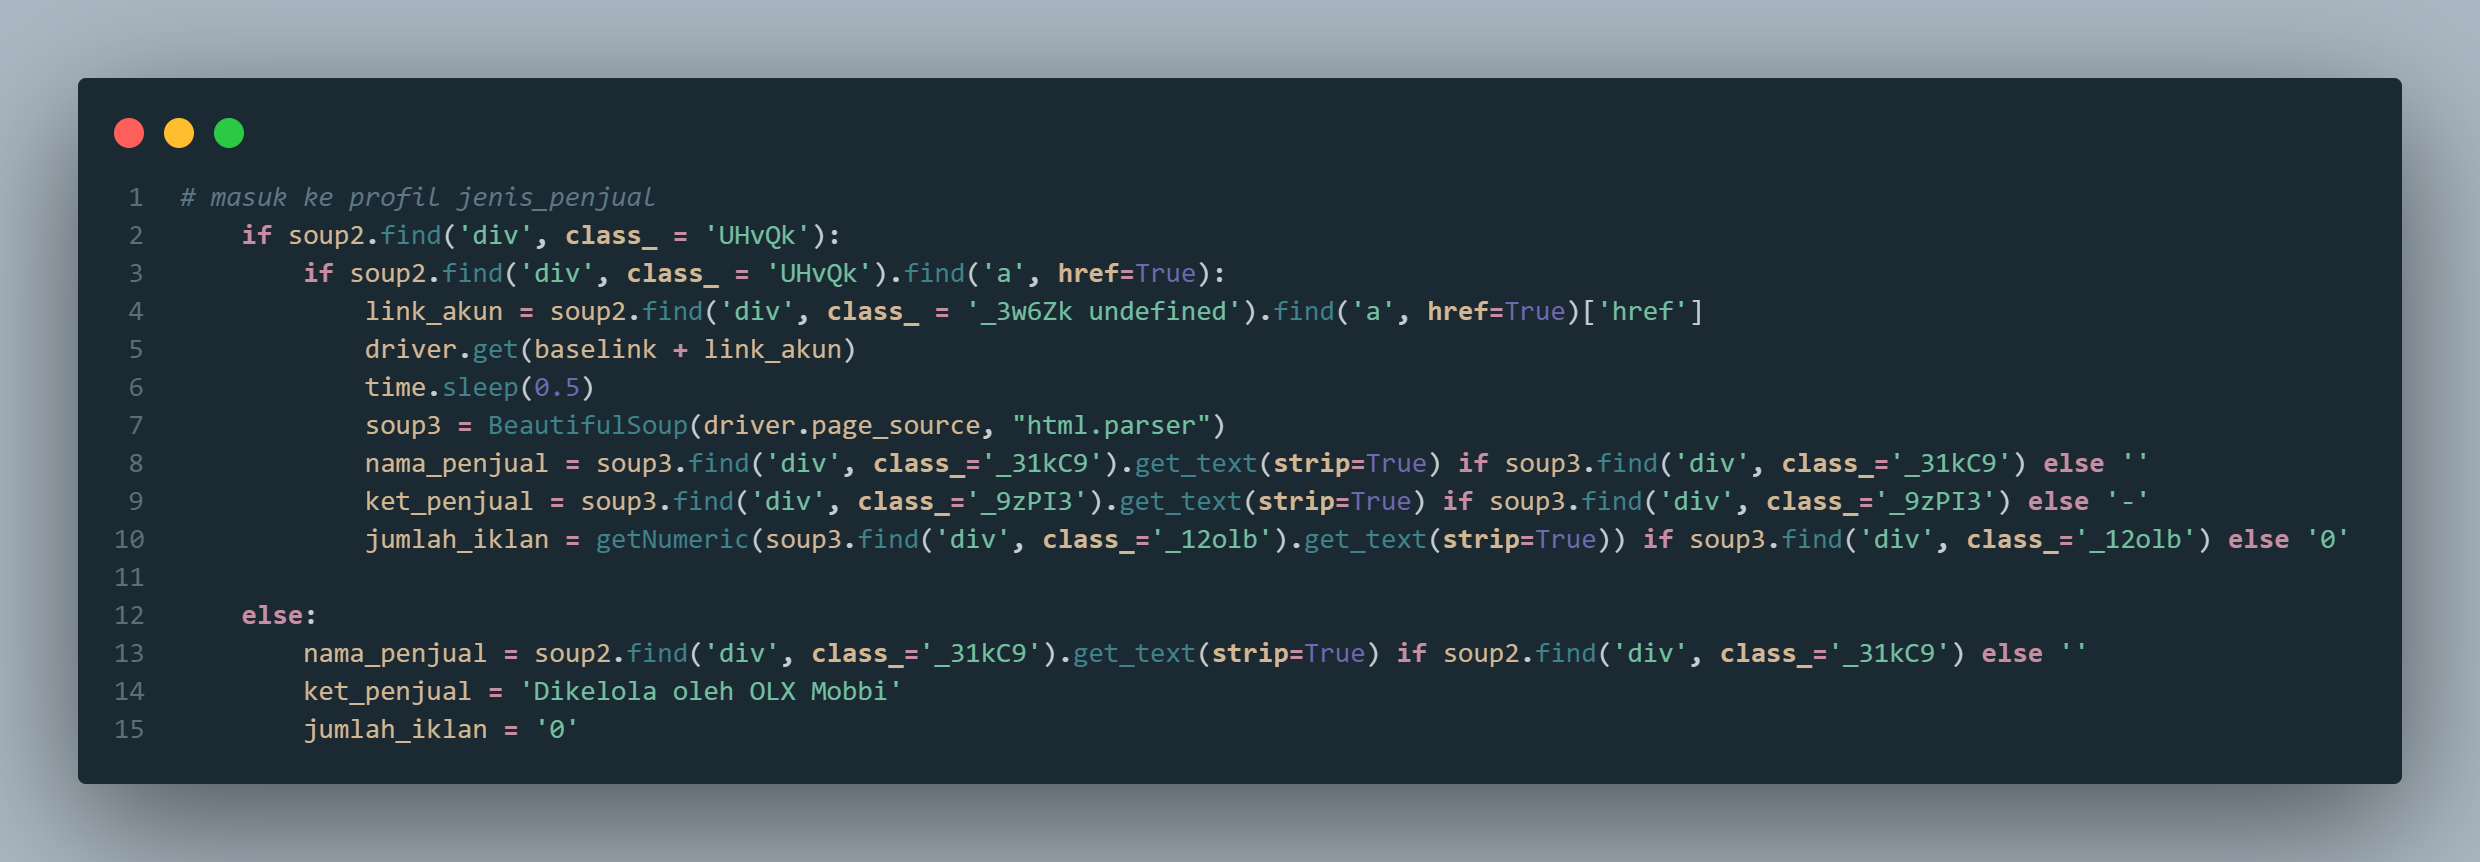 1 # masuk ke profil jenis_penjual
2     if soup2.find('div', class_ = 'UHvQk'):
3         if soup2.find('div', class_ = 'UHvQk').find('a', href=True):
4             link_akun = soup2.find('div', class_ = '_3w6Zk undefined').find('a', href=True)['href']
5             driver.get(baselink + link_akun)
6             time.sleep(0.5)
7             soup3 = BeautifulSoup(driver.page_source, "html.parser")
8             nama_penjual = soup3.find('div', class_='_31kC9').get_text(strip=True) if soup3.find('div', class_='_31kC9') else ''
9             ket_penjual = soup3.find('div', class_='_9zPI3').get_text(strip=True) if soup3.find('div', class_='_9zPI3') else '-'
10             jumlah_iklan = getNumeric(soup3.find('div', class_='_12olb').get_text(strip=True)) if soup3.find('div', class_='_12olb') else '0'
11
12     else:
13         nama_penjual = soup2.find('div', class_='_31kC9').get_text(strip=True) if soup2.find('div', class_='_31kC9') else ''
14         ket_penjual = 'Dikelola oleh OLX Mobbi'
15         jumlah_iklan = '0'